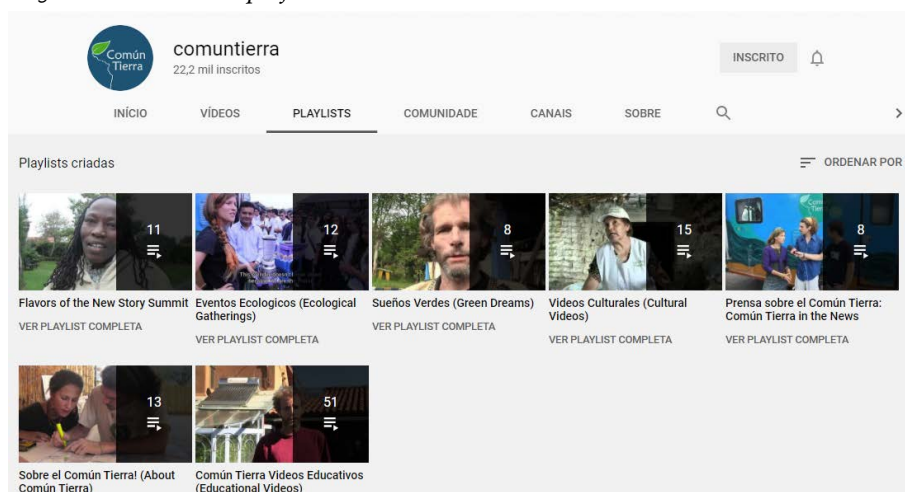 Común
Tierra
comuntierra
22,2 mil inscritos
INSCRITO
INÍCIO VÍDEOS PLAYLISTS COMUNIDADE CANAIS SOBRE
Playlists criadas
ORDENAR POR
11 12 8 15 8
Flavors of the New Story Summit
VER PLAYLIST COMPLETA
Eventos Ecologicos (Ecological
Gatherings)
VER PLAYLIST COMPLETA
Sueños Verdes (Green Dreams)
VER PLAYLIST COMPLETA
Videos Culturales (Cultural
Videos)
VER PLAYLIST COMPLETA
Prensa sobre el Común Tierra:
Común Tierra in the News
VER PLAYLIST COMPLETA
13 51
Sobre el Común Tierra! (About
Común Tierra)
Común Tierra Videos Educativos
(Educational Videos)